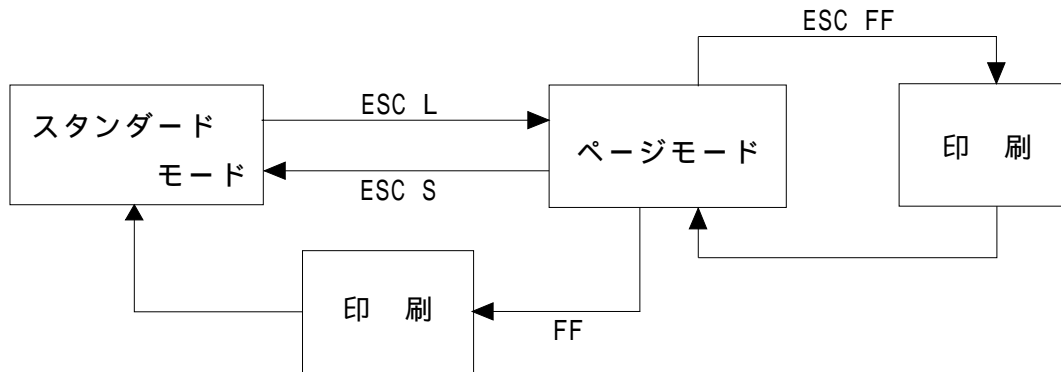 ESC FF
ESC L
スタンダード
モード
ページモード
印 刷
ESC S
印 刷
FF